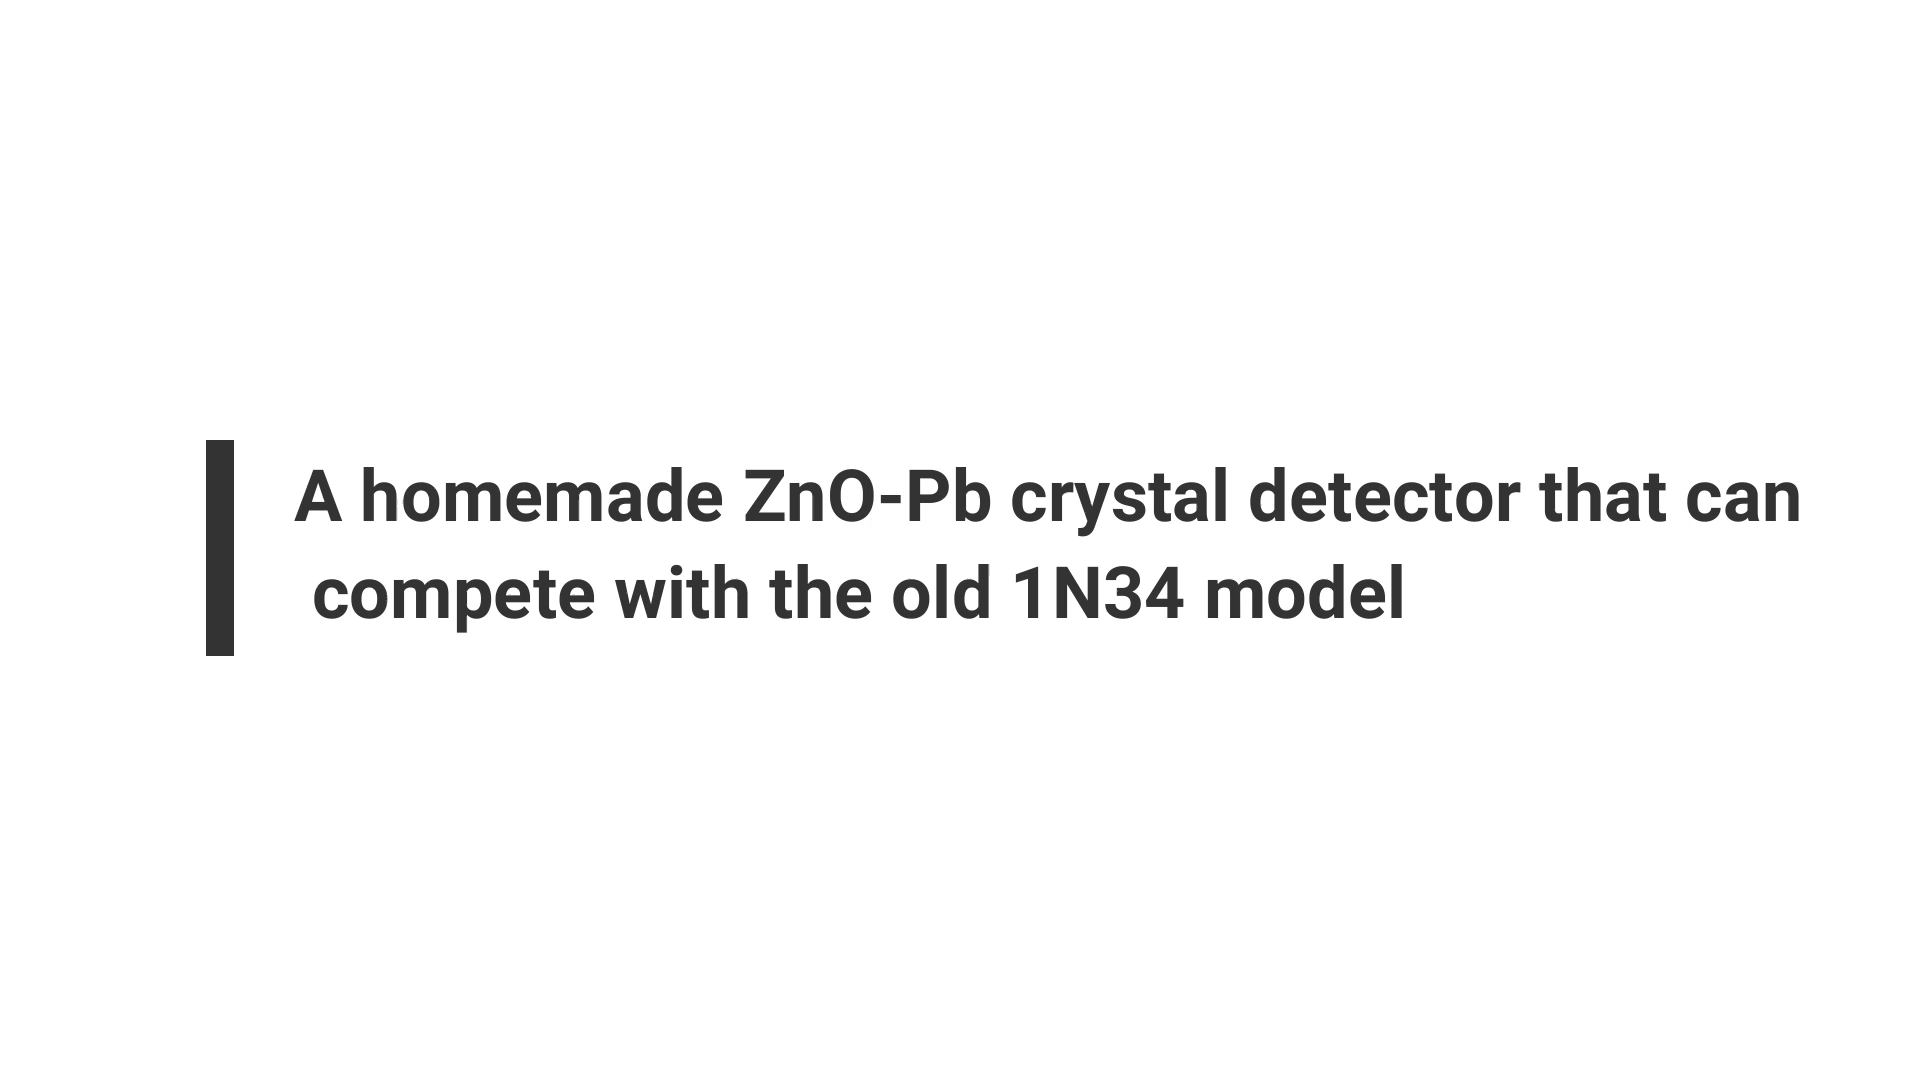 A homemade ZnO-Pb crystal detector that can
compete with the old 1N34 model